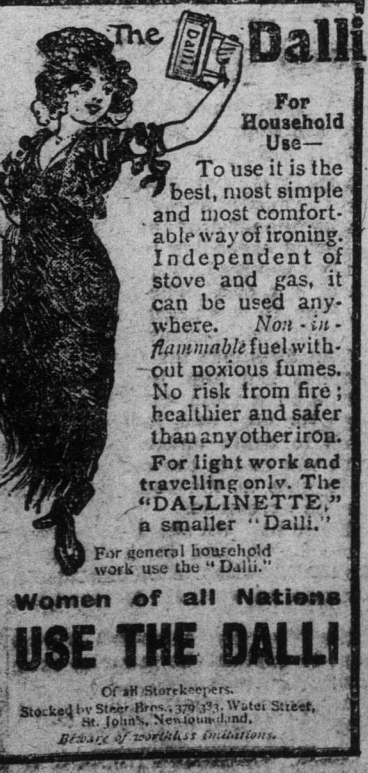 The Dalli
Dalli
For
Household
Use—
To use it is the
best, most simple
and most comfort-
able way of ironing.
Independent of
stove and gas, it
can be used any-
where. Non-in-
flammable fuel with-
out noxious fumes.
No risk from fire;
healthier and safer
than any other iron.
For light work and
travelling only. The
"DALLINETTE,"
a smaller "Dalli."
For general household
work use the "Dalli."
Women of all Nations
USE THE DALLI
Of all Storekeepers.
Stocked by Steer Bros., 379 383, Water Street,
St. John's, Newfoundland.
Beware of worthless imitations.